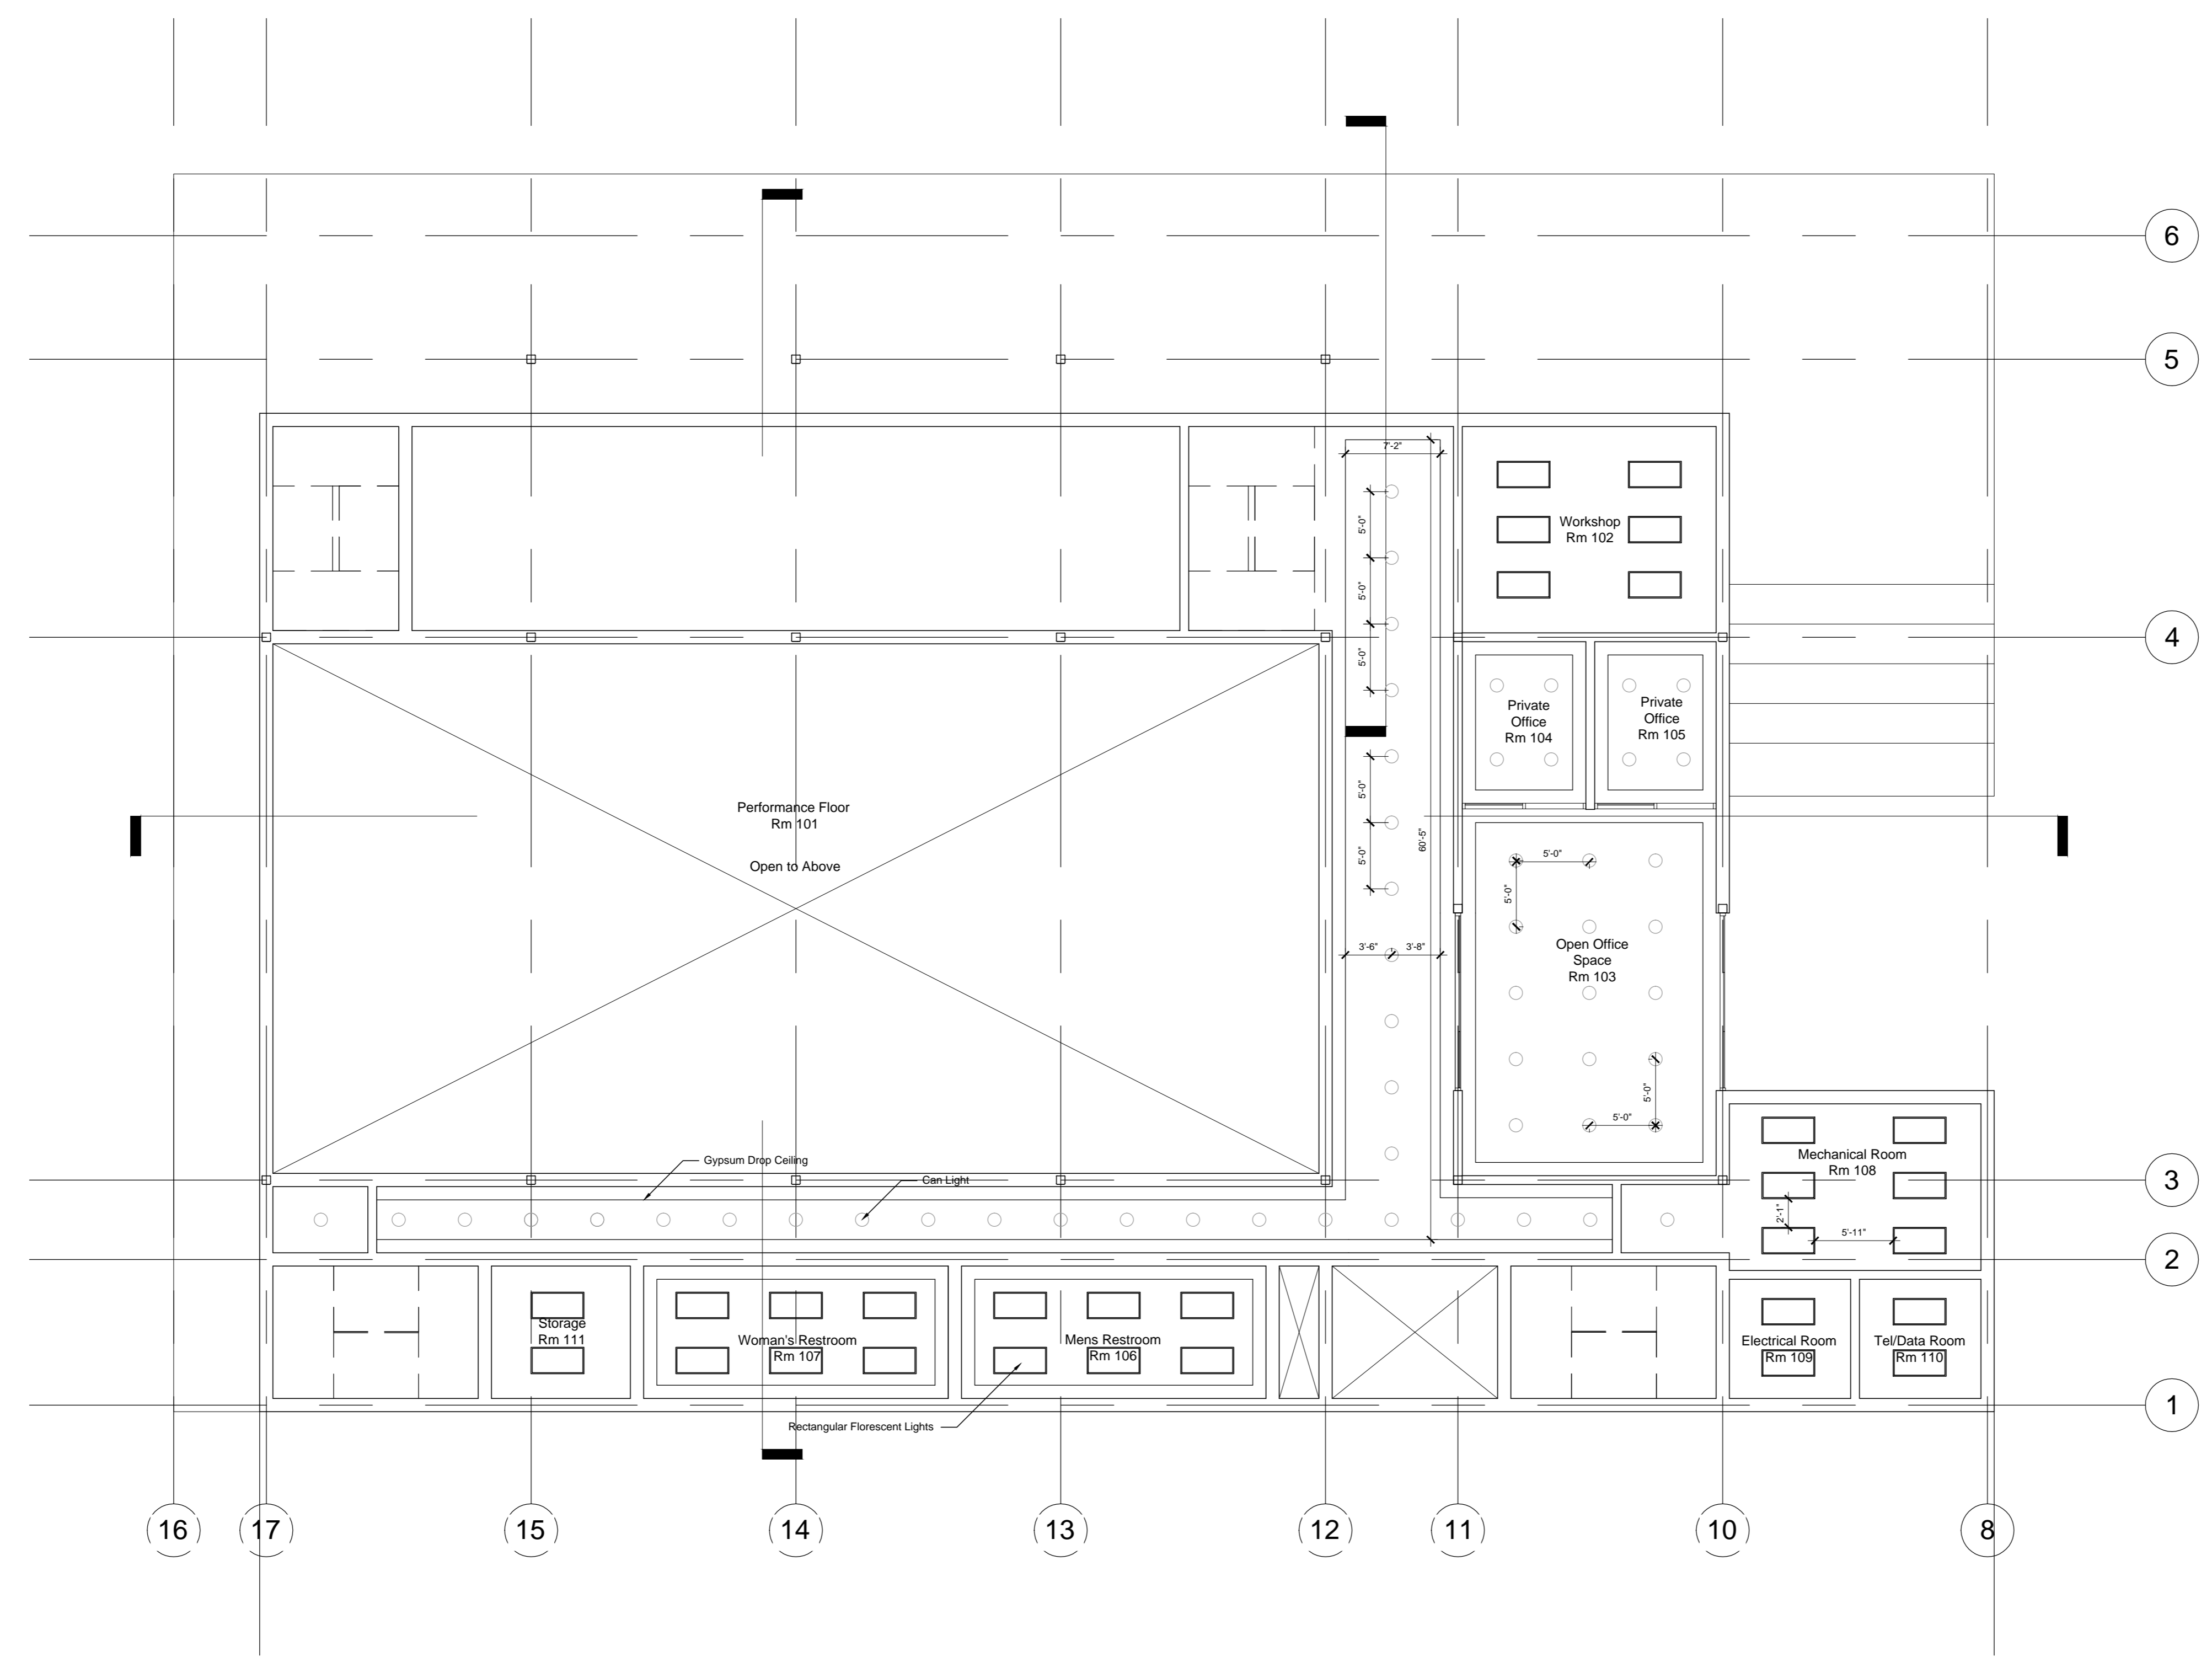 6
5
7'-2"
5'-0"
Workshop
Rm 102
5'-0"
4
5'-0"
Private
Office
Rm 104
Private
Office
Rm 105
5'-0"
Performance Floor
Rm 101
60'-5"
5'-0"
5'-0"
Open to Above
5'-0"
3'-6"
3'-8"
Open Office
Space
Rm 103
5'-0"
5'-0"
Gypsum Drop Ceiling
Mechanical Room
Rm 108
Can Light
3
2'-1"
5'-11"
2
Storage
Rm 111
Woman's Restroom
Rm 107
Mens Restroom
Rm 106
Electrical Room
Rm 109
Tel/Data Room
Rm 110
1
Rectangular Florescent Lights
16
17
15
14
13
12
11
10
8